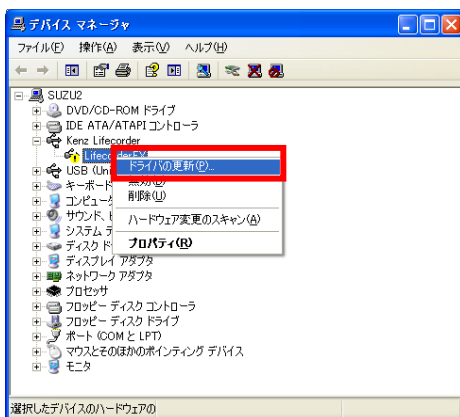 デバイス マネージャ
ファイル(F) 操作(A) 表示(V) ヘルプ(H)
SUZU2
DVD/CD-ROM ドライブ
IDE ATA/ATAPI コントローラ
Kenz Lifecorder
LifecorderEX
ドライバの更新(P)...
USB (Uni
無効(D)
キーボード
削除(U)
コンピュータ
サウンド、ビ
ハードウェア変更のスキャン(A)
システム デ
ディスク ド
プロパティ(R)
ディスプレイ アダプタ
ネットワーク アダプタ
プロセッサ
フロッピー ディスク コントローラ
フロッピー ディスク ドライブ
ポート (COM と LPT)
マウスとそのほかのポインティング デバイス
モニタ
選択したデバイスのハードウェアの